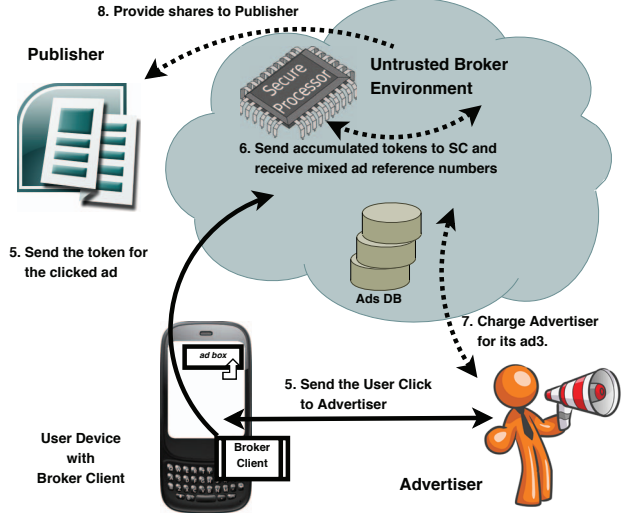 8. Provide shares to Publisher
Publisher
Untrusted Broker
Environment
Secure
Processor
6. Send accumulated tokens to SC and
receive mixed ad reference numbers
5. Send the token for
the clicked ad
Ads DB
7. Charge Advertiser
for its ad3.
ad box
5. Send the User Click
to Advertiser
User Device
with
Broker Client
Broker
Client
Advertiser